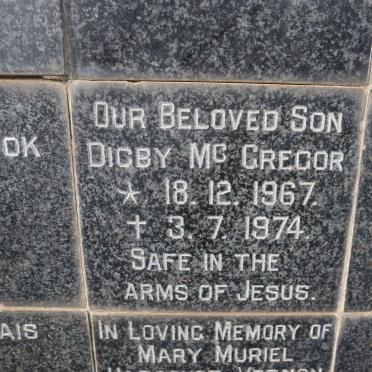 OUR BELOVED SON
DIGBY MC GREGOR
* 18. 12. 1967.
† 3. 7. 1974.
SAFE IN THE
ARMS OF JESUS.
OK
AIS
IN LOVING MEMORY OF
MARY MURIEL
VERNON